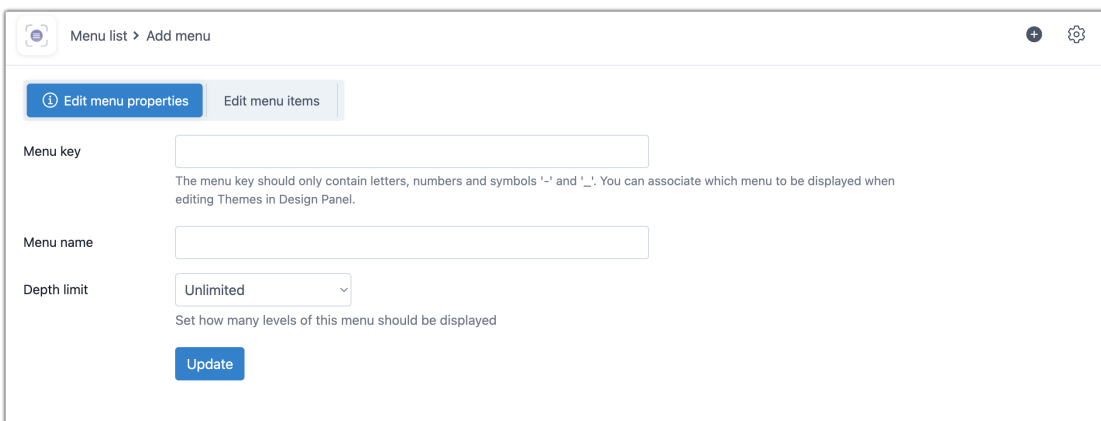 Menu list > Add menu
Edit menu properties
Edit menu items
Menu key
The menu key should only contain letters, numbers and symbols '-' and '_'. You can associate which menu to be displayed when
editing Themes in Design Panel.
Menu name
Depth limit
Unlimited
Set how many levels of this menu should be displayed
Update